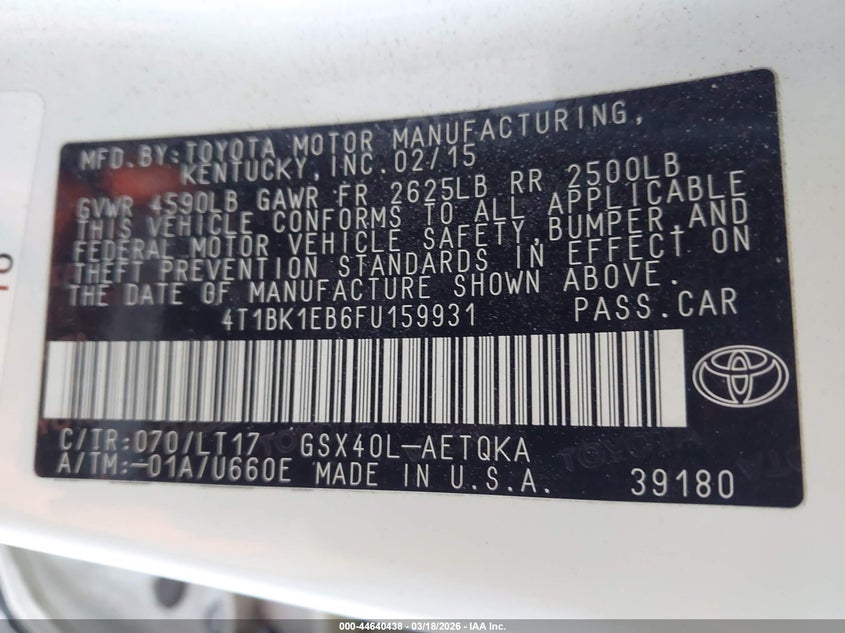 MFD.BY:TOYOTA MOTOR MANUFACTURING,
KENTUCKY,INC.02/15
GVWR 4590LB GAWR FR 2625LB RR 2500LB
THIS VEHICLE CONFORMS TO ALL APPLICABLE
FEDERAL MOTOR VEHICLE SAFETY,BUMPER,AND
THEFT PREVENTION STANDARDS IN EFFECT ON
THE DATE OF MANUFACTURE SHOWN ABOVE.
4T1BK1EB6FU159931 PASS.CAR
C/TR:070/LT17 GSX40L-AETQKA
A/TM:-01A/U660E MADE IN U.S.A. 39180
000-44640438 - 03/18/2026 - IAA Inc.